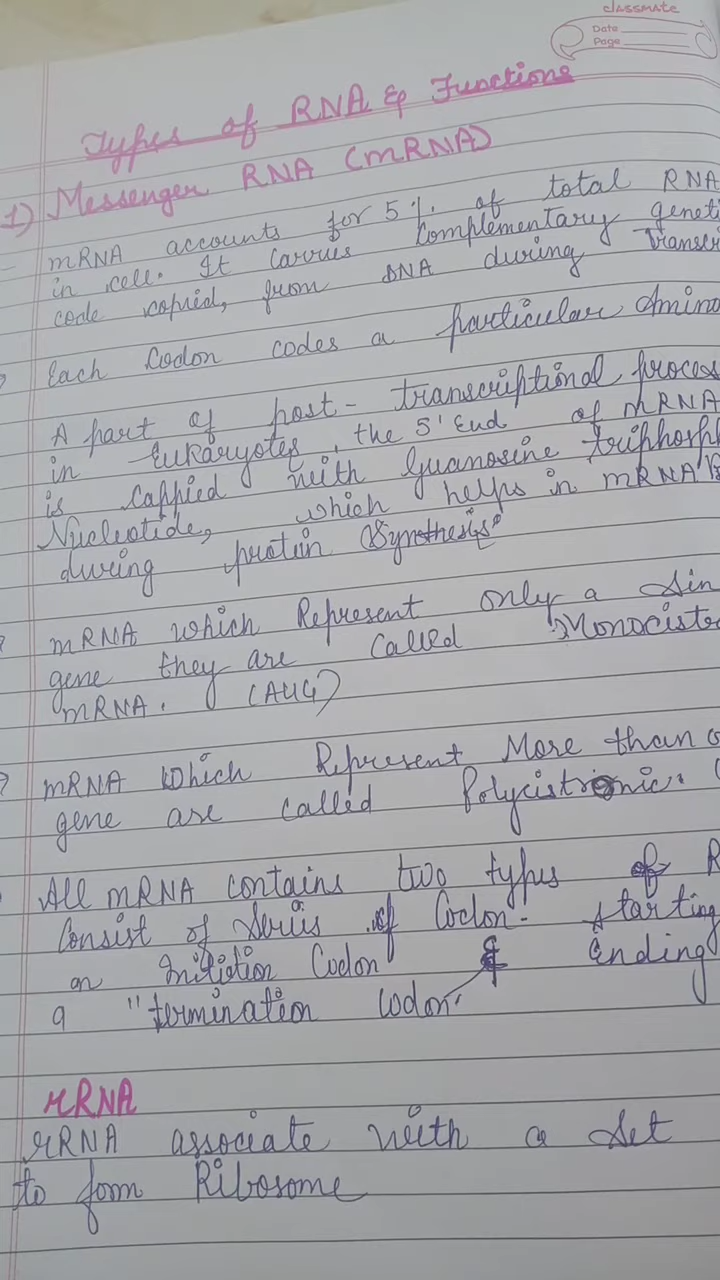 classmate
Date
Page
Types of RNA & Functions
1) Messenger RNA (mRNA)
mRNA accounts for 5% of total RNA
in cell. It carries complementary geneti
code copied, from DNA during transcri
Each Codon codes a particular Amino
A part of post-transcriptional process
in Eukaryotes, the 5' End of mRNA
is Cappied with Guanosine triphosph
Nucleotide, which helps in mRNA's
during protein (Synthesis)
mRNA which Represent only a Sin
gene they are called Monocistr
mRNA. (AUG)
mRNA which Represent More than o
gene are called Polycistronic.
All mRNA contains two types of R
Consist of Series of Codon- starting
on Initiation Codon & Ending
a "termination codon".
rRNA
rRNA associate with a set
to form Ribosome